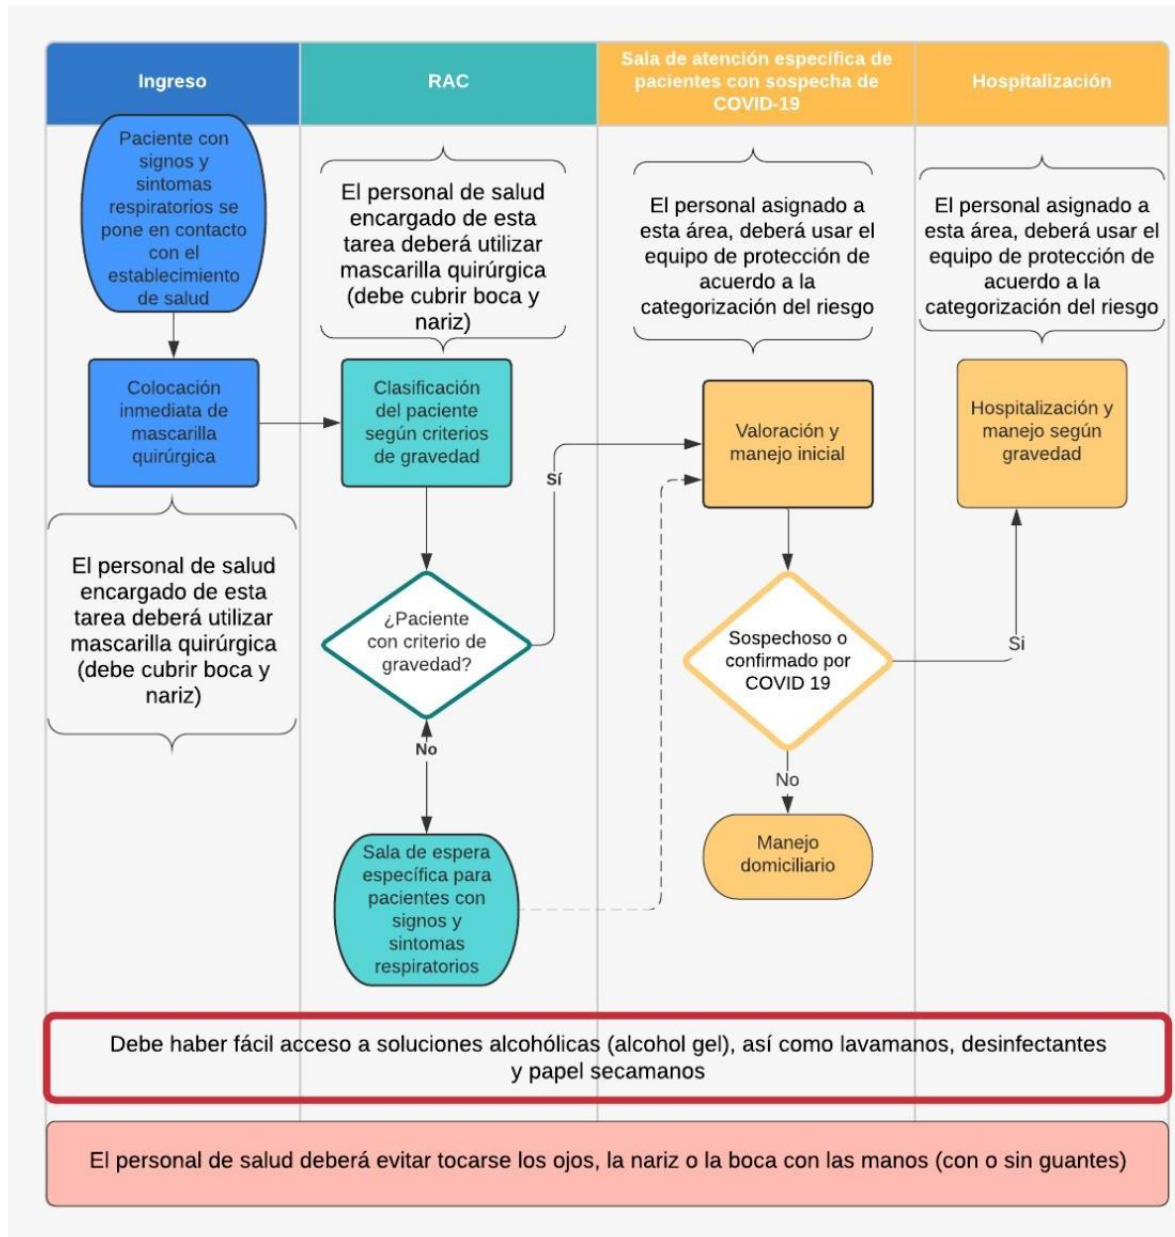 Ingreso
RAC
Sala de atención específica de
pacientes con sospecha de
COVID-19
Hospitalización
Paciente con
signos y
sintomas
respiratorios se
pone en contacto
con el
establecimiento
de salud
Colocación
inmediata de
mascarilla
quirúrgica
El personal de salud
encargado de esta
tarea deberá utilizar
mascarilla quirúrgica
(debe cubrir boca y
nariz)
El personal de salud
encargado de esta
tarea deberá utilizar
mascarilla quirúrgica
(debe cubrir boca y
nariz)
Clasificación
del paciente
según criterios
de gravedad
Sí
¿Paciente
con criterio de
gravedad?
No
Sala de espera
específica para
pacientes con
signos y
sintomas
respiratorios
El personal asignado a
esta área, deberá usar el
equipo de protección de
acuerdo a la
categorización del riesgo
Valoración y
manejo inicial
Sospechoso o
confirmado por
COVID 19
Si
No
Manejo
domiciliario
El personal asignado a
esta área, deberá usar el
equipo de protección de
acuerdo a la
categorización del riesgo
Hospitalización y
manejo según
gravedad
Debe haber fácil acceso a soluciones alcohólicas (alcohol gel), así como lavamanos, desinfectantes
y papel secamanos
El personal de salud deberá evitar tocarse los ojos, la nariz o la boca con las manos (con o sin guantes)